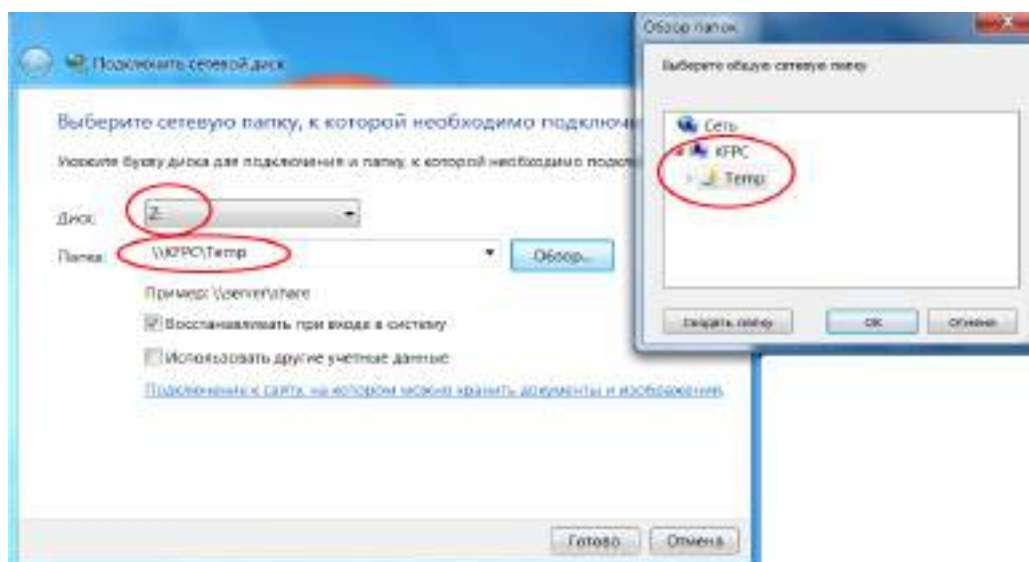 Подключить сетевой диск
Выберите сетевую папку, к которой необходимо подключи
Укажите букву диска для подключения и папку, к которой необходимо подкл
Диск:
Z:
Папка:
\\KFPC\Temp
Обзор...
Пример: \\server\share
Восстанавливать при входе в систему
Использовать другие учетные данные
Подключение к сайту, на котором можно хранить документы и изображения.
Готово
Отмена
Обзор папок
Выберите общую сетевую папку
Сеть
KFPC
Temp
Создать папку
ОК
Отмена